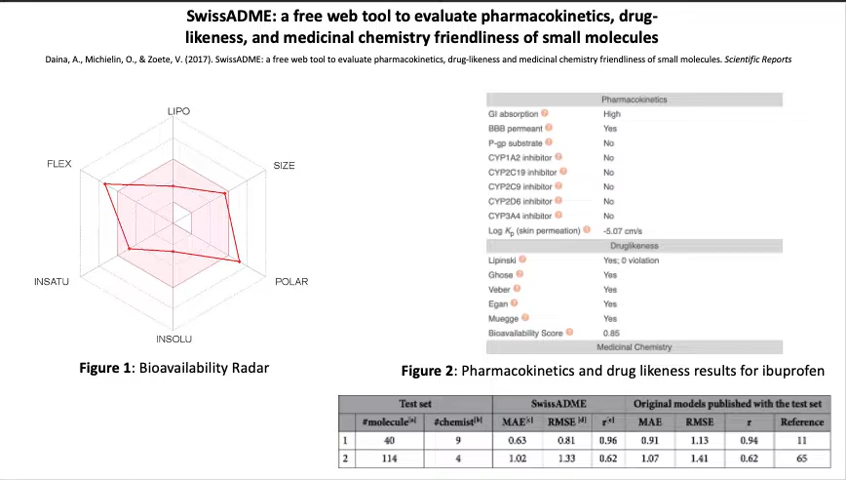 SwissADME: a free web tool to evaluate pharmacokinetics, drug-
likeness, and medicinal chemistry friendliness of small molecules
Daina, A., Michielin, O., & Zoete, V. (2017). SwissADME: a free web tool to evaluate pharmacokinetics, drug-likeness and medicinal chemistry friendliness of small molecules. Scientific Reports
LIPO
FLEX
SIZE
INSATU
POLAR
INSOLU
Figure 1: Bioavailability Radar
Pharmacokinetics
GI absorption ? High
BBB permeant ? Yes
P-gp substrate ? No
CYP1A2 inhibitor ? No
CYP2C19 inhibitor ? No
CYP2C9 inhibitor ? No
CYP2D6 inhibitor ? No
CYP3A4 inhibitor ? No
Log Kp (skin permeation) ? -5.07 cm/s
Druglikeness
Lipinski ? Yes; 0 violation
Ghose ? Yes
Veber ? Yes
Egan ? Yes
Muegge ? Yes
Bioavailability Score ? 0.85
Medicinal Chemistry
Figure 2: Pharmacokinetics and drug likeness results for ibuprofen
Test set SwissADME Original models published with the test set
#molecule[a] #chemist[b] MAE[c] RMSE[d] r[e] MAE RMSE r Reference
1 40 9 0.63 0.81 0.96 0.91 1.13 0.94 11
2 114 4 1.02 1.33 0.62 1.07 1.41 0.62 65